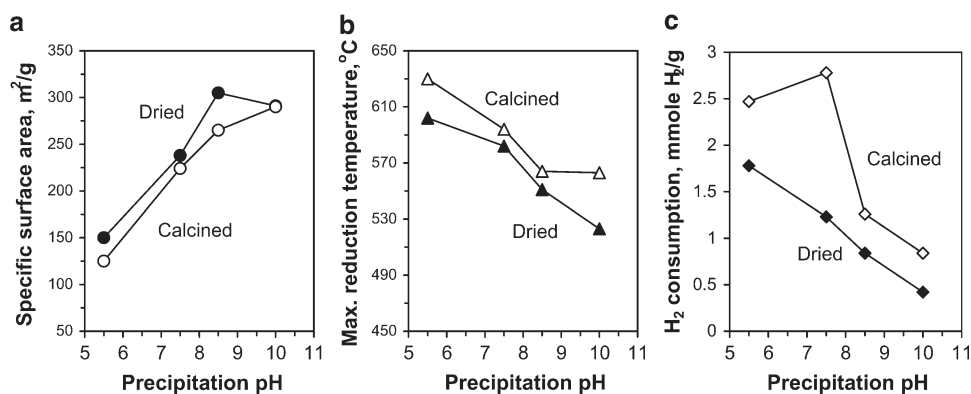 a
Specific surface area, m²/g
350
300
250
200
150
100
50
Dried
Calcined
5 6 7 8 9 10 11
Precipitation pH
b
Max. reduction temperature,°C
650
610
570
530
490
450
Calcined
Dried
5 6 7 8 9 10 11
Precipitation pH
c
H₂ consumption, mmole H₂/g
3
2.5
2
1.5
1
0.5
0
Calcined
Dried
5 6 7 8 9 10 11
Precipitation pH